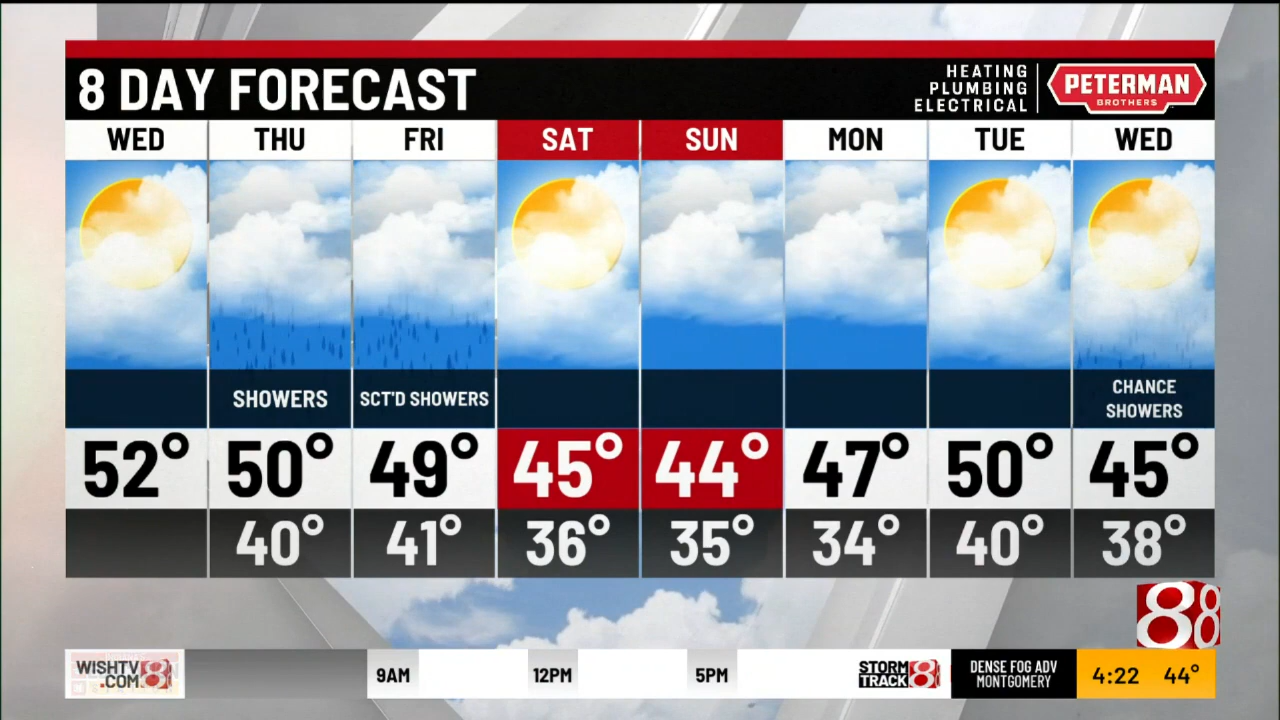 8 DAY FORECAST
HEATING
PLUMBING
ELECTRICAL
PETERMAN
BROTHERS
WED THU FRI SAT SUN MON TUE WED
SHOWERS SCT'D SHOWERS CHANCE
SHOWERS
52° 50° 49° 45° 44° 47° 50° 45°
40° 41° 36° 35° 34° 40° 38°
8 8
WISHTV 8
.COM
9AM 12PM 5PM
STORM
TRACK 8
DENSE FOG ADV
MONTGOMERY
4:22 44°